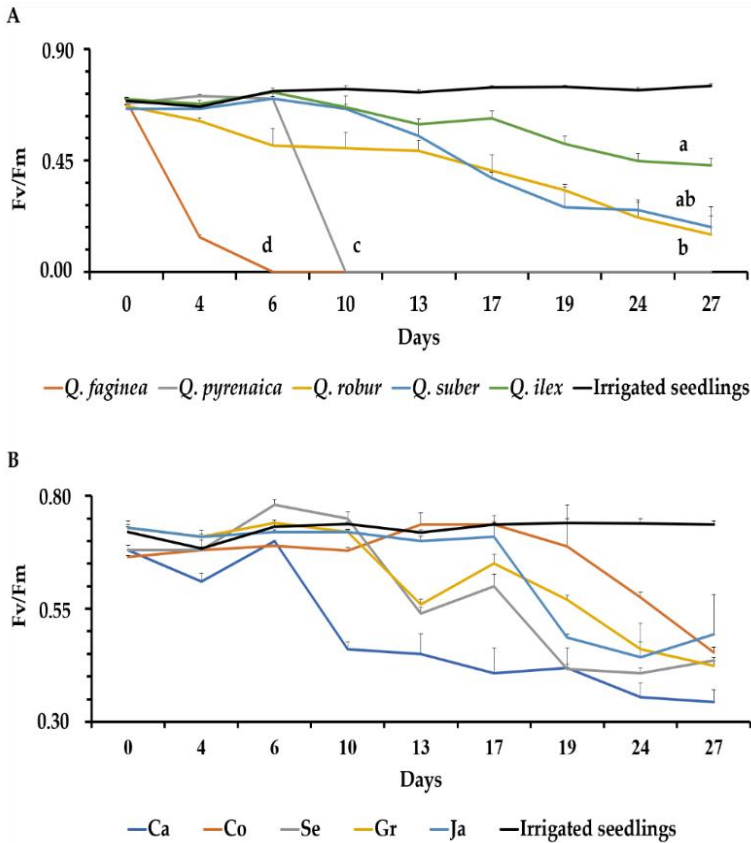 A
0.90
0.45
0.00
Fv/Fm
a
ab
b
c
d
0 4 6 10 13 17 19 24 27
Days
Q. faginea Q. pyrenaica Q. robur Q. suber Q. ilex Irrigated seedlings
B
0.80
0.55
0.30
Fv/Fm
0 4 6 10 13 17 19 24 27
Days
Ca Co Se Gr Ja Irrigated seedlings